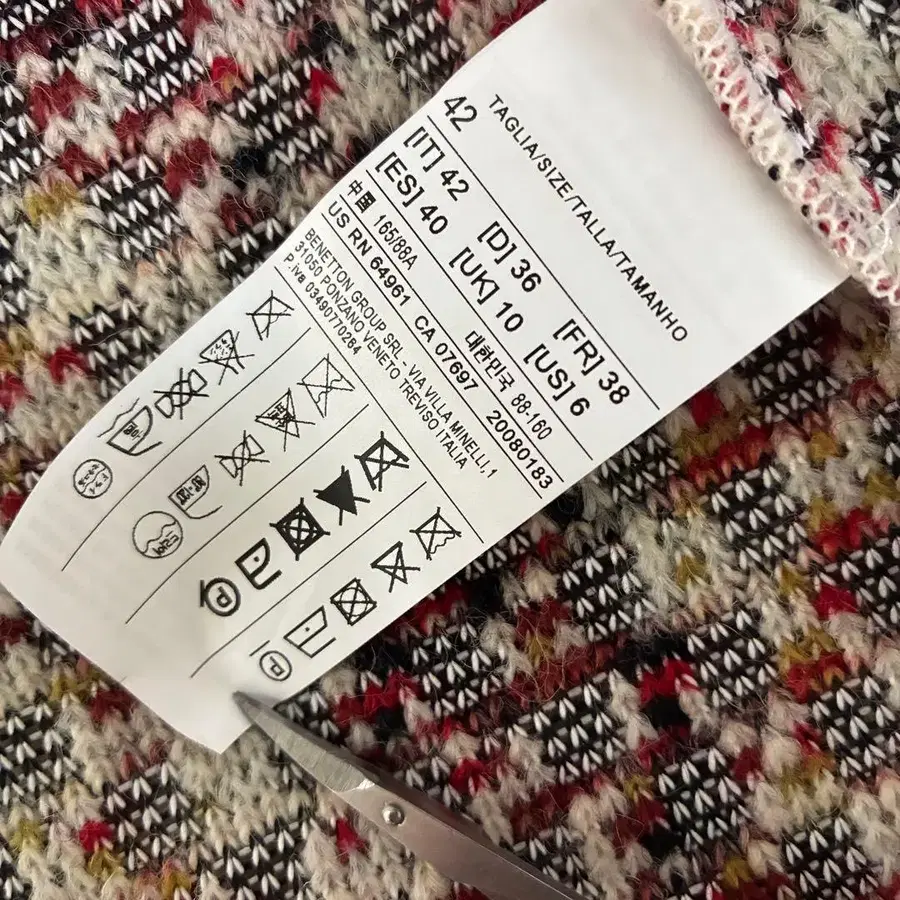 TAGLIA/SIZE/TALLA/TAMANHO
42
[IT] 42 [D] 36 [FR] 38
[ES] 40 [UK] 10 [US] 6
中国 165/88A 대한민국 88-160
US RN 64961 CA 07697 20080183
BENETTON GROUP SRL. VIA VILLA MINELLI,1
31050 PONZANO VENETO TREVISO ITALIA
P.iva 03490770264
P
P